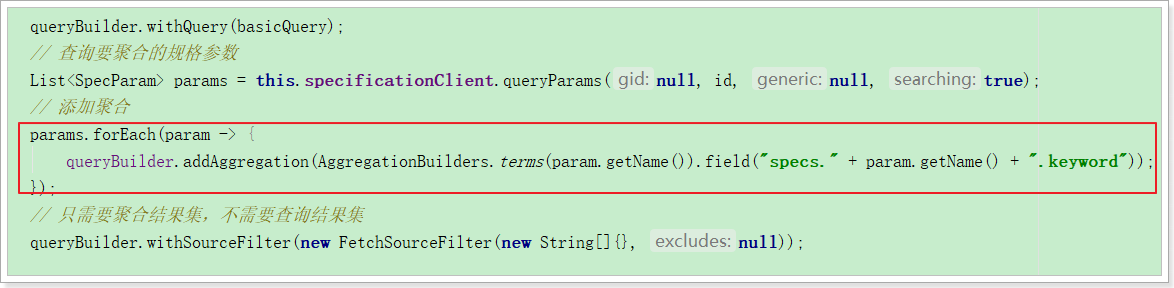 queryBuilder.withQuery(basicQuery);
// 查询要聚合的规格参数
List<SpecParam> params = this.specificationClient.queryParams( gid: null, id, generic: null, searching: true);
// 添加聚合
params.forEach(param -> {
queryBuilder.addAggregation(AggregationBuilders.terms(param.getName()).field("specs." + param.getName() + ".keyword"));
});
// 只需要聚合结果集，不需要查询结果集
queryBuilder.withSourceFilter(new FetchSourceFilter(new String[]{}, excludes: null));